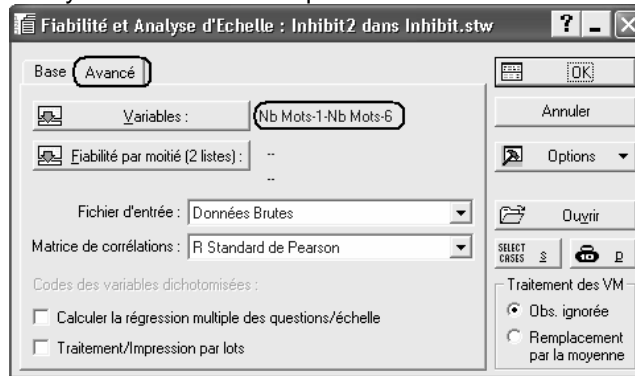 Fiabilité et Analyse d'Echelle : Inhibit2 dans Inhibit.stw
Base Avancé
Variables :
Nb Mots-1-Nb Mots-6
Fiabilité par moitié (2 listes) :
--
--
Fichier d'entrée : Données Brutes
Matrice de corrélations : R Standard de Pearson
Codes des variables dichotomisées :
Calculer la régression multiple des questions/échelle
Traitement/Impression par lots
OK
Annuler
Options
Ouvrir
SELECT CASES S D
Traitement des VM
Obs. ignorée
Remplacement
par la moyenne